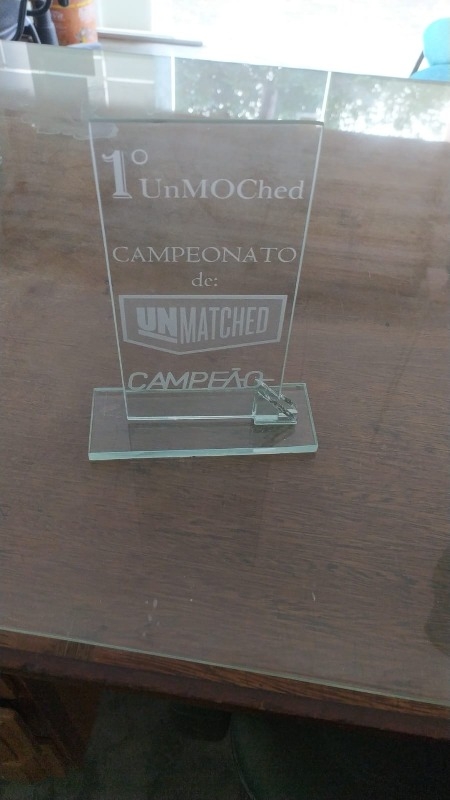 1º UnMOChed
CAMPEONATO
de:
UNMATCHED
CAMPEÃO